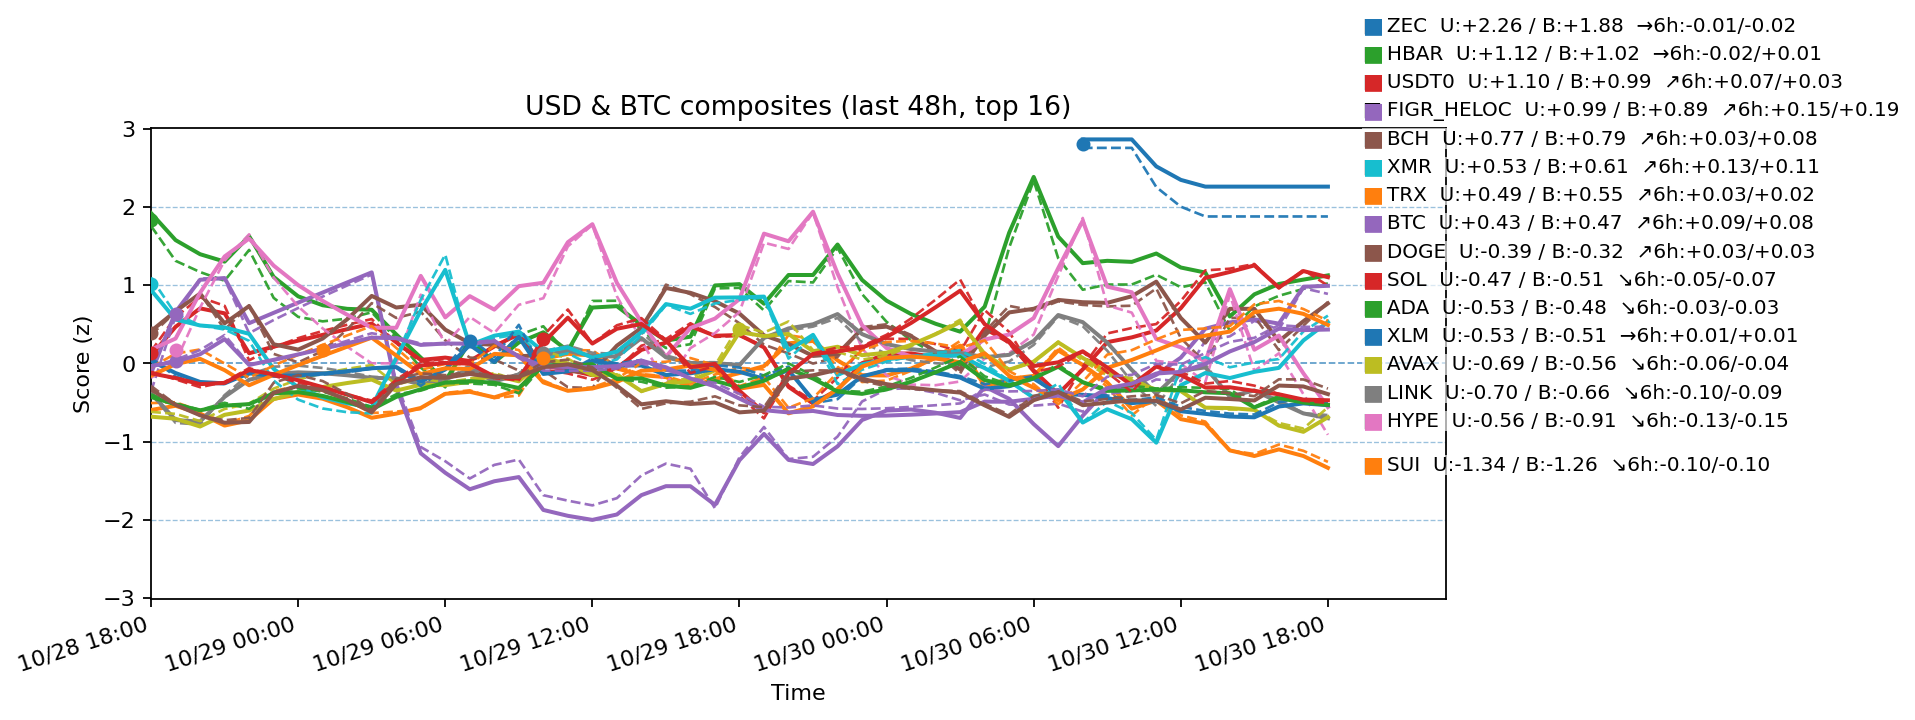 ZEC  U:+2.26 / B:+1.88  →6h:-0.01/-0.02
HBAR  U:+1.12 / B:+1.02  →6h:-0.02/+0.01
USDT0  U:+1.10 / B:+0.99  ↗6h:+0.07/+0.03
FIGR_HELOC  U:+0.99 / B:+0.89  ↗6h:+0.15/+0.19
BCH  U:+0.77 / B:+0.79  ↗6h:+0.03/+0.08
XMR  U:+0.53 / B:+0.61  ↗6h:+0.13/+0.11
TRX  U:+0.49 / B:+0.55  ↗6h:+0.03/+0.02
BTC  U:+0.43 / B:+0.47  ↗6h:+0.09/+0.08
DOGE  U:-0.39 / B:-0.32  ↗6h:+0.03/+0.03
SOL  U:-0.47 / B:-0.51  ↘6h:-0.05/-0.07
ADA  U:-0.53 / B:-0.48  ↘6h:-0.03/-0.03
XLM  U:-0.53 / B:-0.51  →6h:+0.01/+0.01
AVAX  U:-0.69 / B:-0.56  ↘6h:-0.06/-0.04
LINK  U:-0.70 / B:-0.66  ↘6h:-0.10/-0.09
HYPE  U:-0.56 / B:-0.91  ↘6h:-0.13/-0.15
SUI  U:-1.34 / B:-1.26  ↘6h:-0.10/-0.10
USD & BTC composites (last 48h, top 16)
3
2
1
0
−1
−2
−3
Score (z)
10/28 18:00
10/29 00:00
10/29 06:00
10/29 12:00
10/29 18:00
10/30 00:00
10/30 06:00
10/30 12:00
10/30 18:00
Time